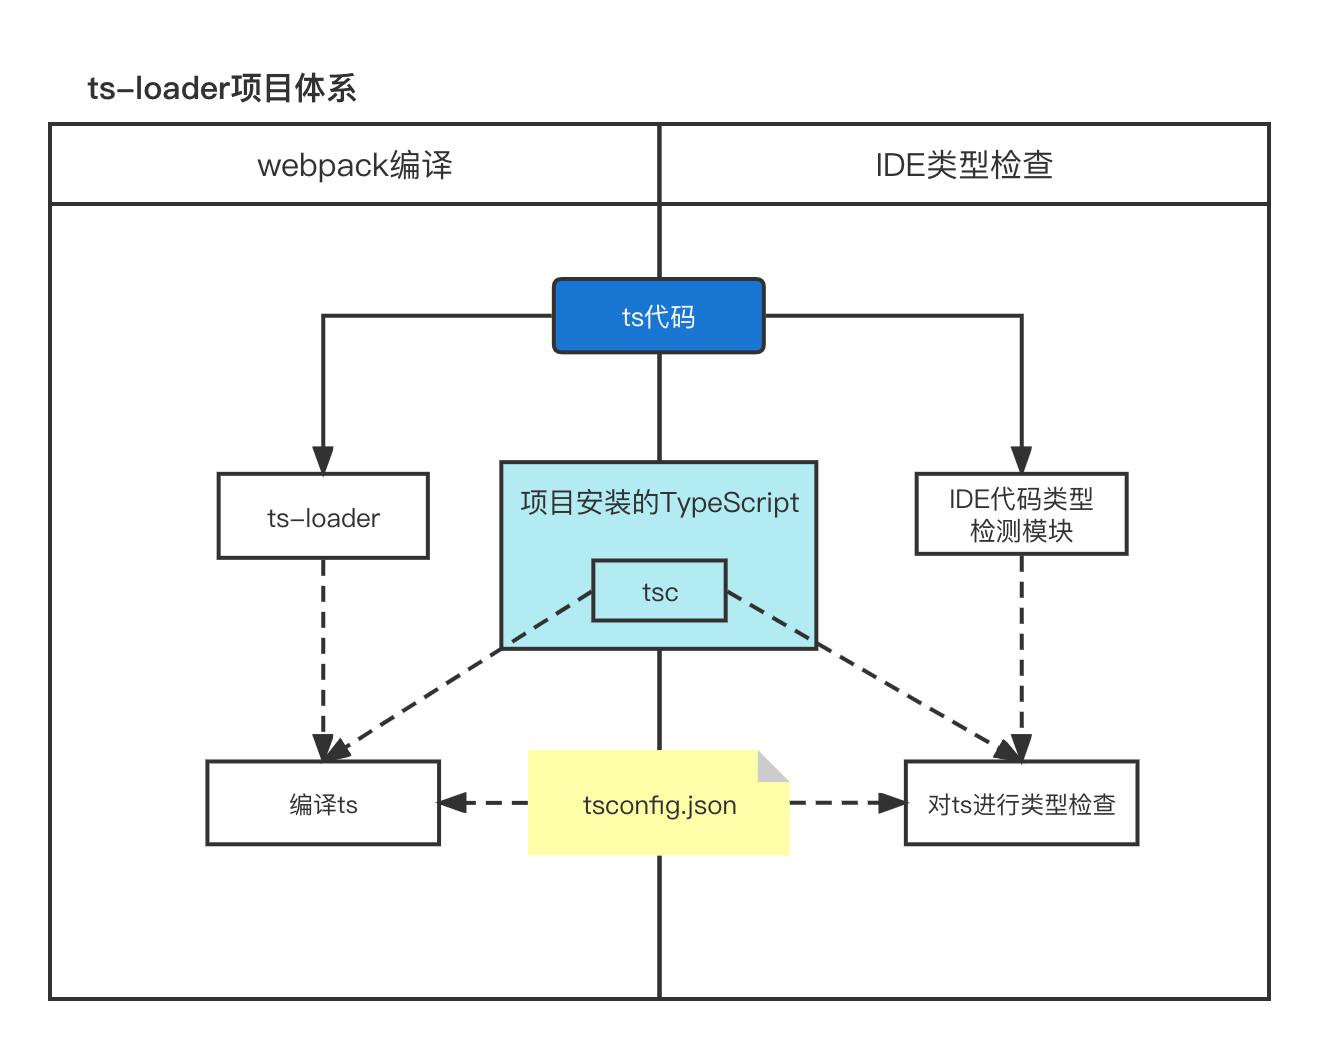 ts-loader项目体系
webpack编译
IDE类型检查
ts代码
项目安装的TypeScript
ts-loader
IDE代码类型
检测模块
tsc
编译ts
tsconfig.json
对ts进行类型检查